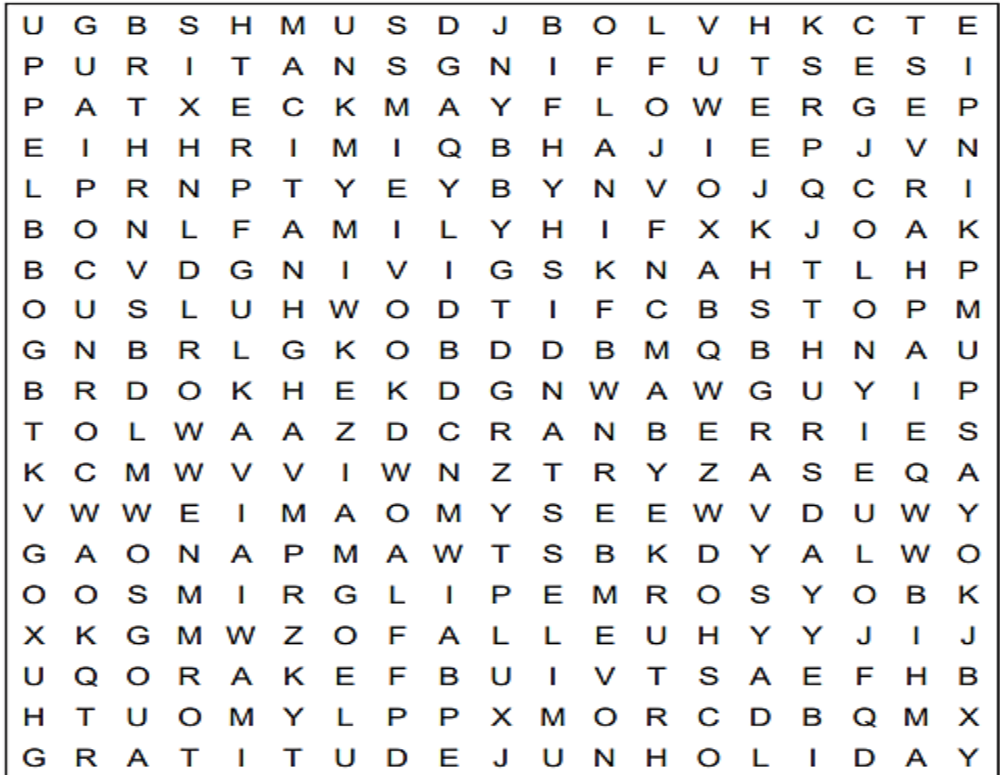 U G B S H M U S D J B O L V H K C T E
P U R I T A N S G N I F F U T S E S I
P A T X E C K M A Y F L O W E R G E P
E I H H R I M I Q B H A J I E P J V N
L P R N P T Y E Y B Y N V O J Q C R I
B O N L F A M I L Y H I F X K J O A K
B C V D G N I V I G S K N A H T L H P
O U S L U H W O D T I F C B S T O P M
G N B R L G K O B D D B M Q B H N A U
B R D O K H E K D G N W A W G U Y I P
T O L W A A Z D C R A N B E R R I E S
K C M W V V I W N Z T R Y Z A S E Q A
V W W E I M A O M Y S E E W V D U W Y
G A O N A P M A W T S B K D Y A L W O
O O S M I R G L I P E M R O S Y O B K
X K G M W Z O F A L L E U H Y Y J I J
U Q O R A K E F B U I V T S A E F H B
H T U O M Y L P P X M O R C D B Q M X
G R A T I T U D E J U N H O L I D A Y